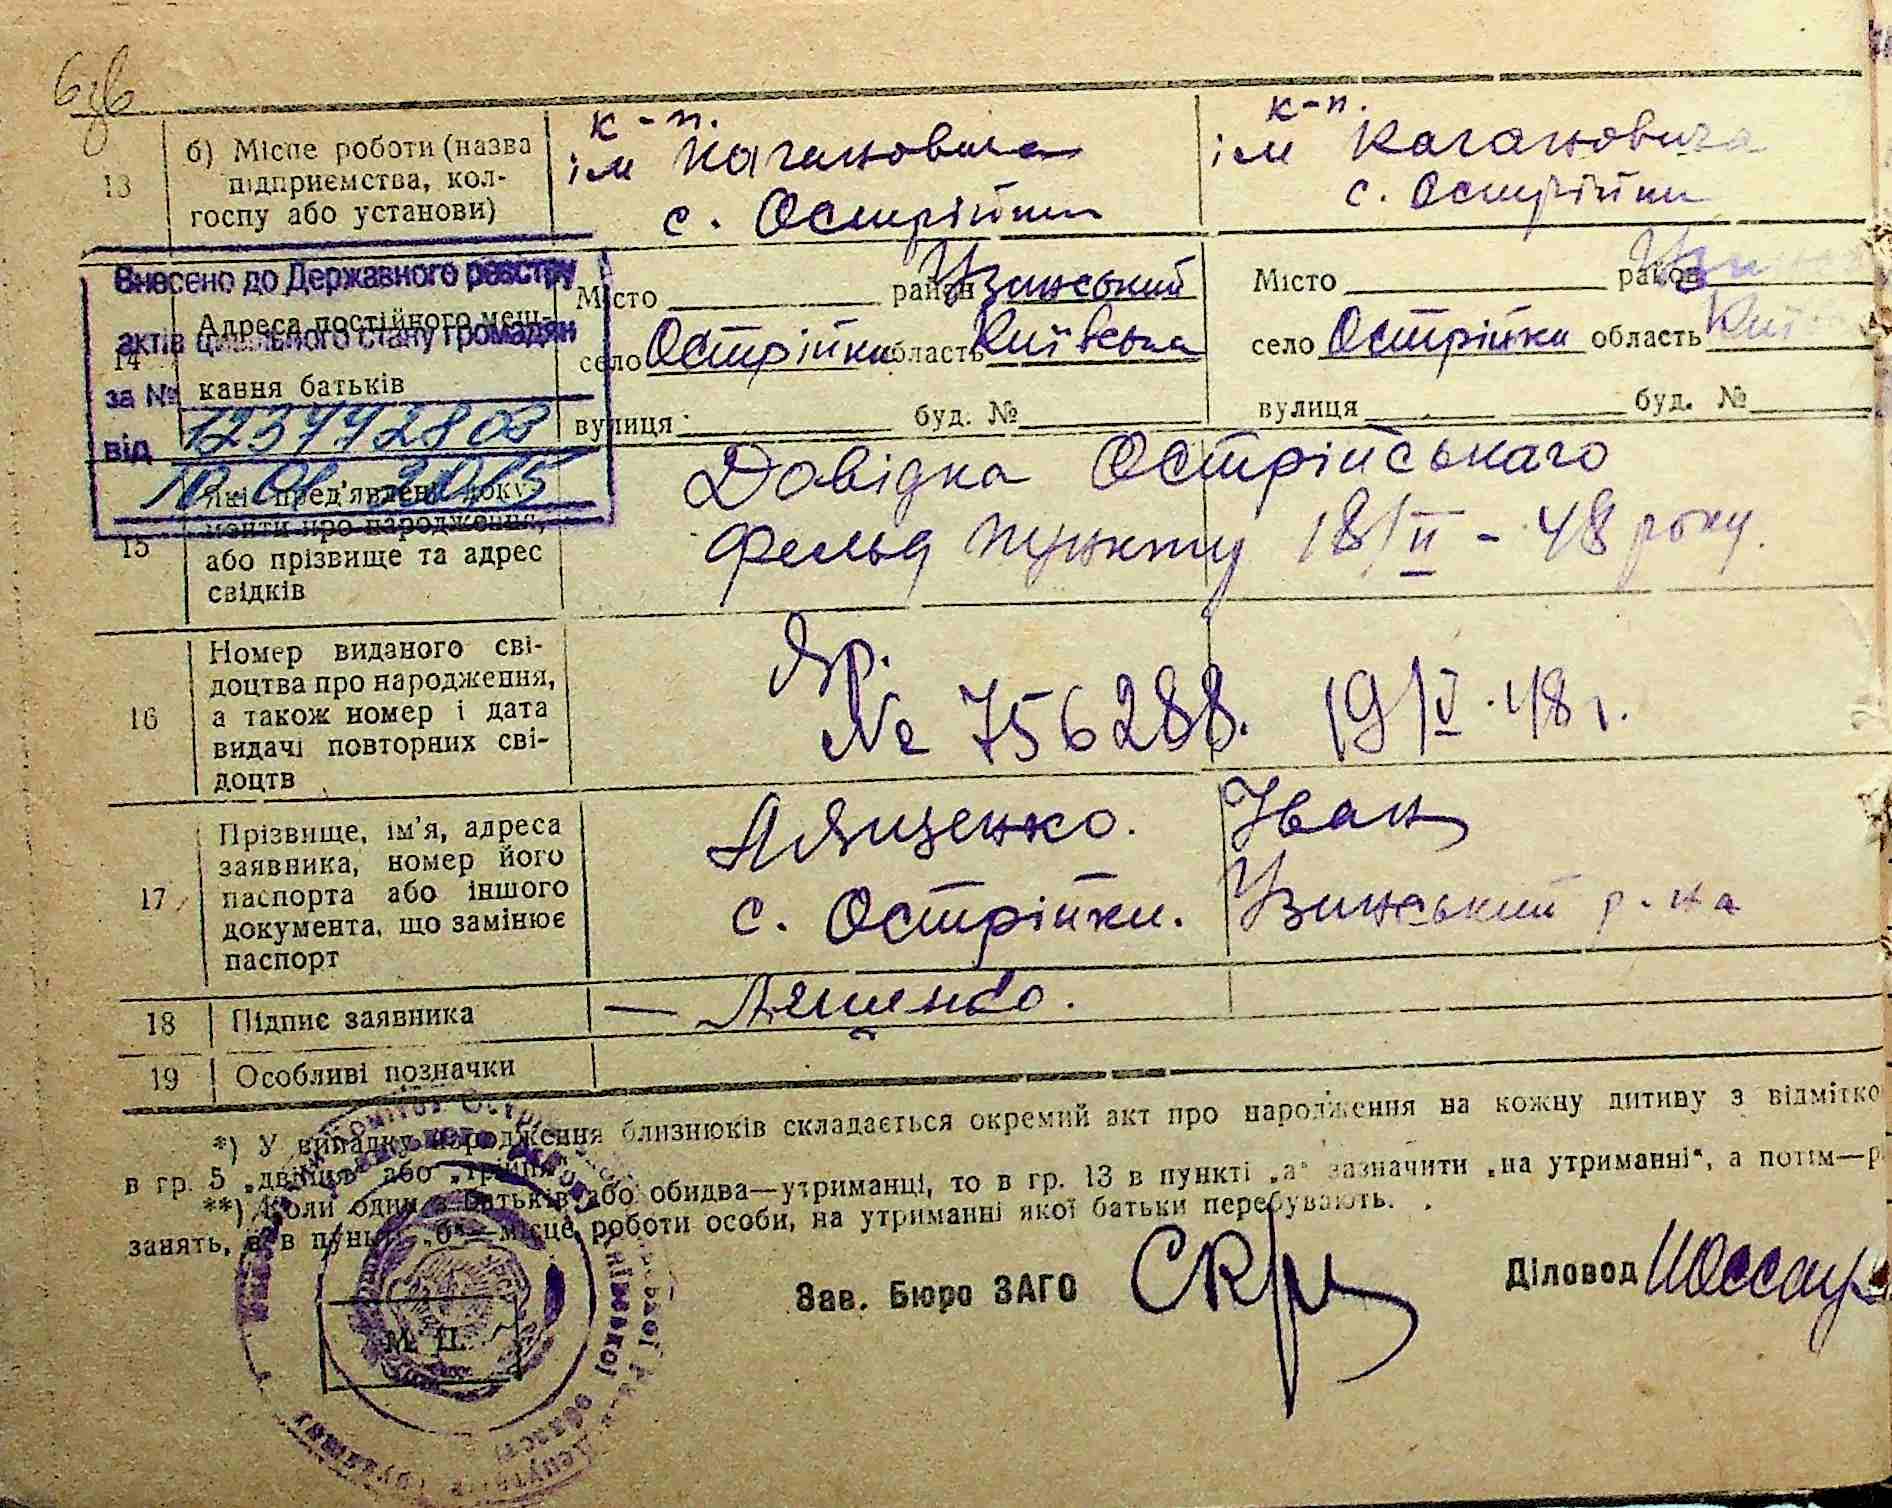 13
б) Місце роботи (назва
підприємства, кол-
госпу або установи)
к-п.
ім Кагановича
с. Острійки
к-п.
ім Кагановича
с. Острійки
Внесено до Державного реєстру
актів цивільного стану громадян
за №
від
14
Адреса постійного меш-
кання батьків
Місто район Узинський
село Острійки область Київська
вулиця буд. №
Місто район
село Острійки область
вулиця буд. №
15
Які пред'явлені доку-
менти про народження,
або прізвище та адрес
свідків
Довідка Острійськаго
фельд пункту 18/II - 48 року.
16
Номер виданого сві-
доцтва про народження,
а також номер і дата
видачі повторних сві-
доцтв
№ 756288. 19/V.48 г.
17
Прізвище, ім'я, адреса
заявника, номер його
паспорта або іншого
документа, що замінює
паспорт
Іван
с. Острійки. Узинський р-на
18
Підпис заявника
19
Особливі позначки
*) У випадку народження близнюків складається окремий акт про народження на кожну дитину з відмітко
в гр. 5 „двійня“ або „трійня“.
**) Коли один з батьків або обидва—утриманці, то в гр. 13 в пункті „а“ зазначити „на утриманні“, а потім—р
занять, а в пункті „б“—місце роботи особи, на утриманні якої батьки перебувають.
Зав. Бюро ЗАГС
Діловод
М. П.